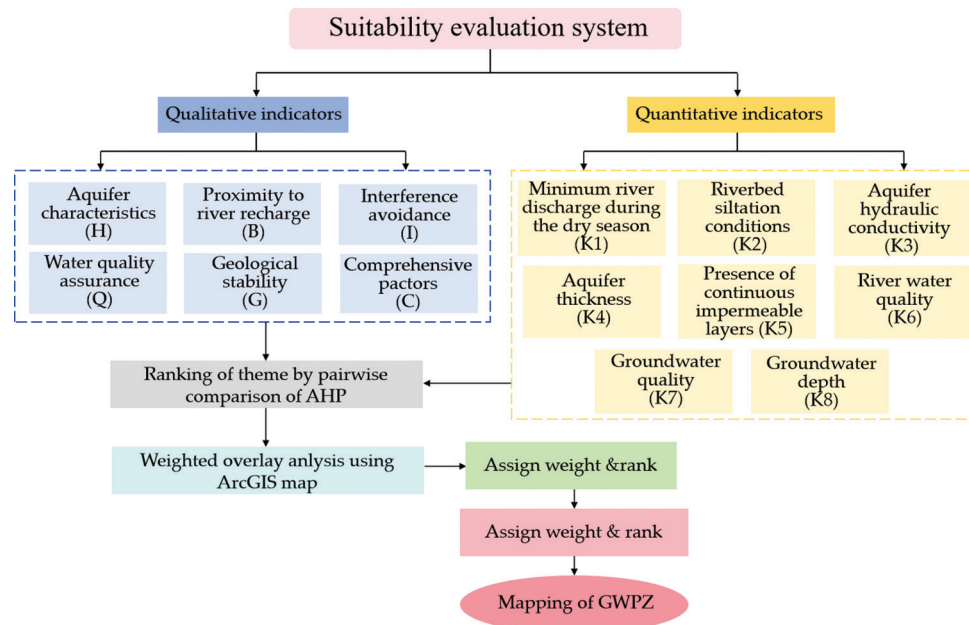 Suitability evaluation system
Qualitative indicators
Quantitative indicators
Aquifer
characteristics
(H)
Proximity to
river recharge
(B)
Interference
avoidance
(I)
Water quality
assurance
(Q)
Geological
stability
(G)
Comprehensive
pactors
(C)
Minimum river
discharge during
the dry season
(K1)
Riverbed
siltation
conditions
(K2)
Aquifer
hydraulic
conductivity
(K3)
Aquifer
thickness
(K4)
Presence of
continuous
impermeable
layers (K5)
River water
quality
(K6)
Groundwater
quality
(K7)
Groundwater
depth
(K8)
Ranking of theme by pairwise
comparison of AHP
Weighted overlay anlysis using
ArcGIS map
Assign weight &rank
Assign weight & rank
Mapping of GWPZ